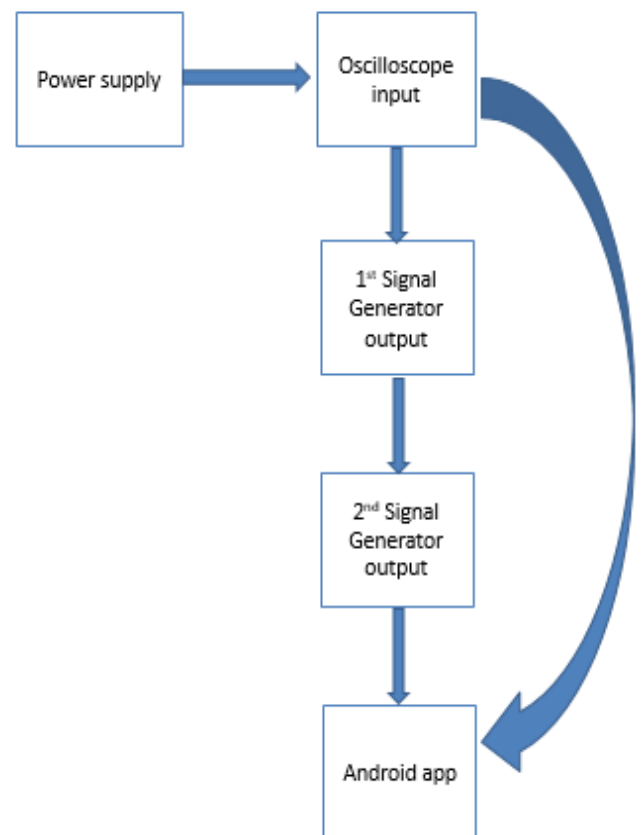 Power supply
Oscilloscope
input
1st Signal
Generator
output
2nd Signal
Generator
output
Android app